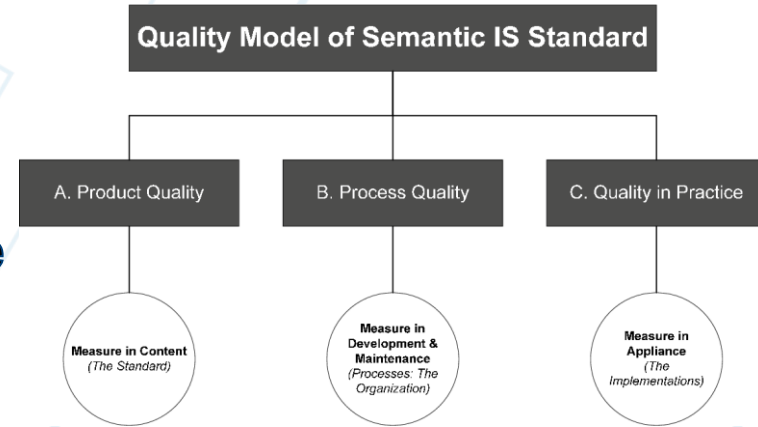 Quality Model of Semantic IS Standard
A. Product Quality
B. Process Quality
C. Quality in Practice
Measure in Content
(The Standard)
Measure in
Development &
Maintenance
(Processes: The
Organization)
Measure in
Appliance
(The
Implementations)